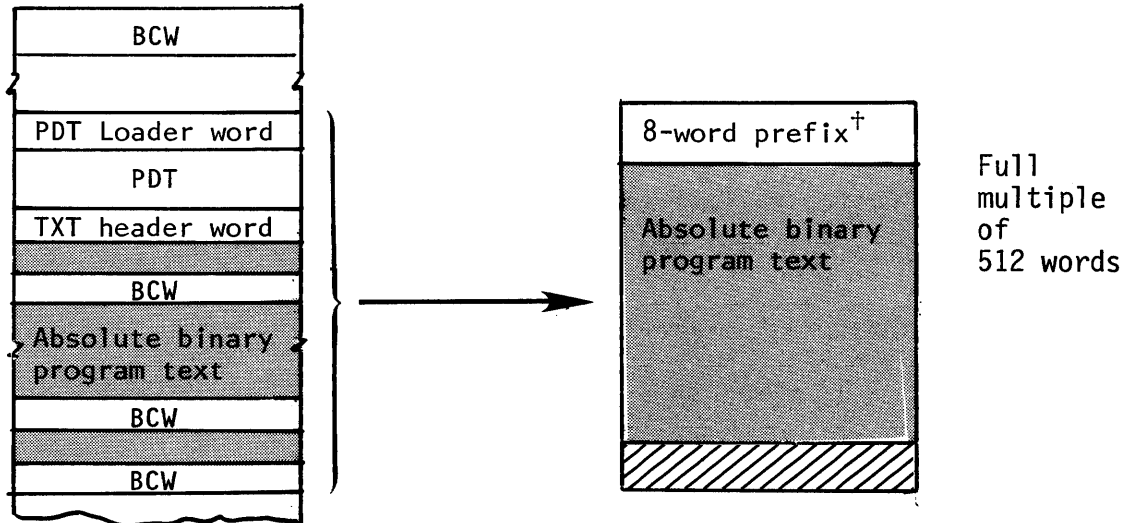 BCW
PDT Loader word
PDT
TXT header word
BCW
Absolute binary
program text
BCW
BCW
8-word prefix†
Absolute binary
program text
Full
multiple
of
512 words